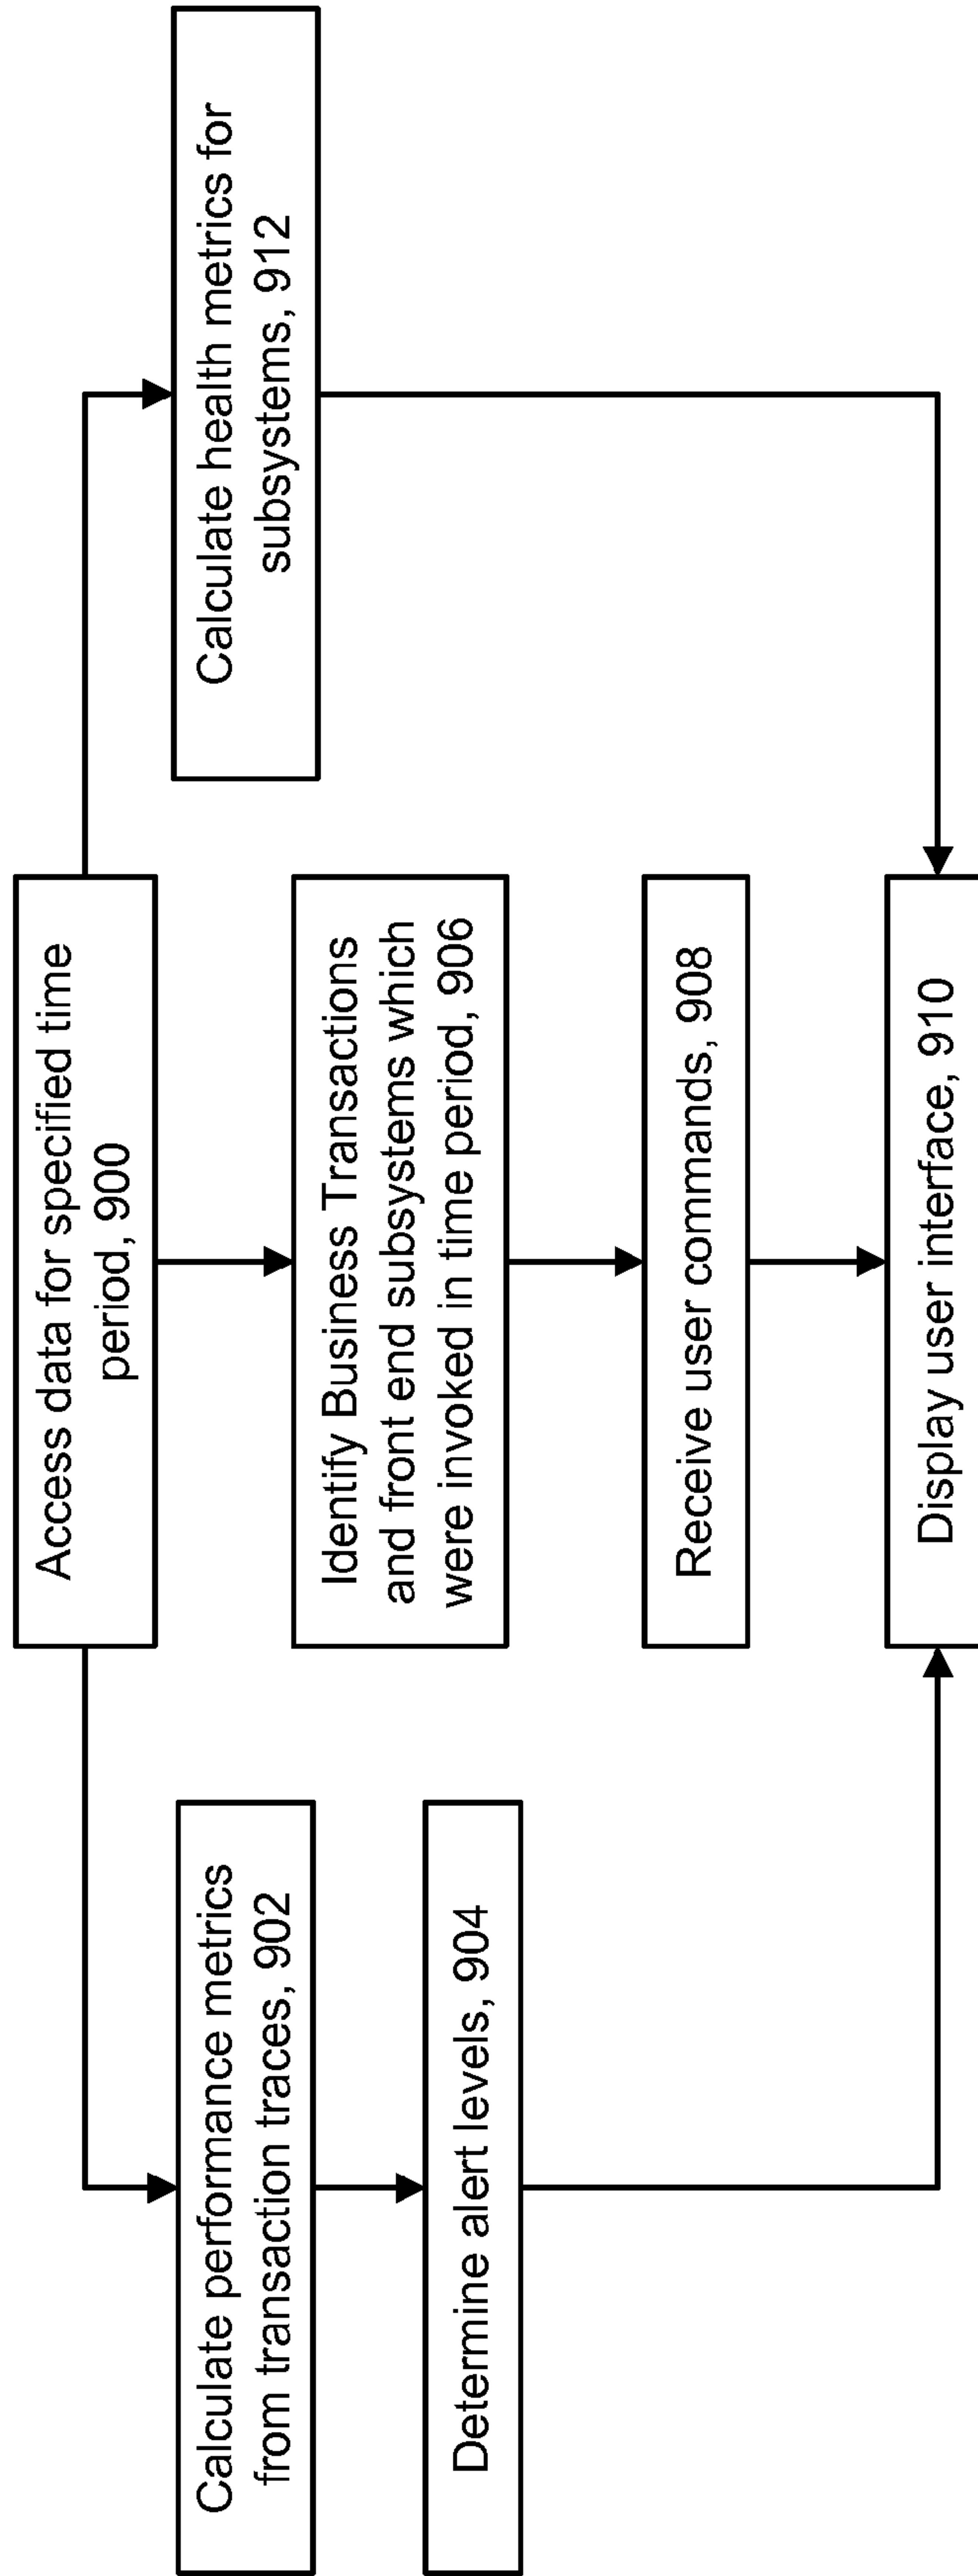 Access data for specified time
period, 900
Calculate performance metrics
from transaction traces, 902
Determine alert levels, 904
Identify Business Transactions
and front end subsystems which
were invoked in time period, 906
Receive user commands, 908
Display user interface, 910
Calculate health metrics for
subsystems, 912